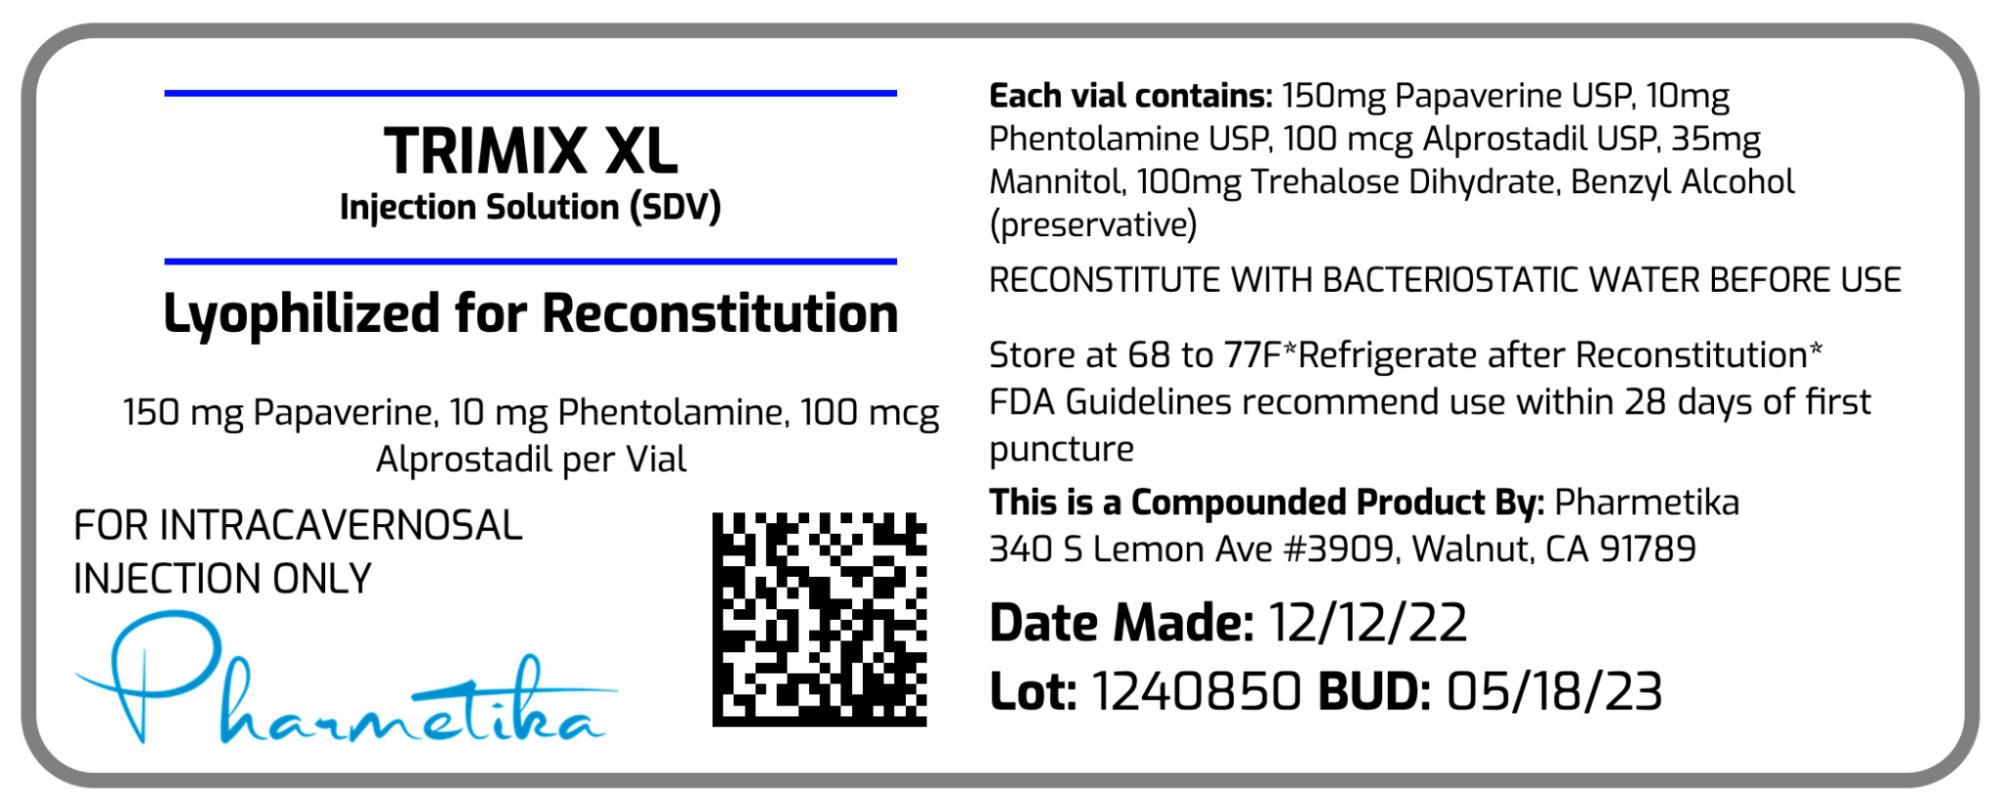 TRIMIX XL
Injection Solution (SDV)
Lyophilized for Reconstitution
150 mg Papaverine, 10 mg Phentolamine, 100 mcg
Alprostadil per Vial
FOR INTRACAVERNOSAL
INJECTION ONLY
Pharmetika
Each vial contains: 150mg Papaverine USP, 10mg
Phentolamine USP, 100 mcg Alprostadil USP, 35mg
Mannitol, 100mg Trehalose Dihydrate, Benzyl Alcohol
(preservative)
RECONSTITUTE WITH BACTERIOSTATIC WATER BEFORE USE
Store at 68 to 77F*Refrigerate after Reconstitution*
FDA Guidelines recommend use within 28 days of first
puncture
This is a Compounded Product By: Pharmetika
340 S Lemon Ave #3909, Walnut, CA 91789
Date Made: 12/12/22
Lot: 1240850 BUD: 05/18/23